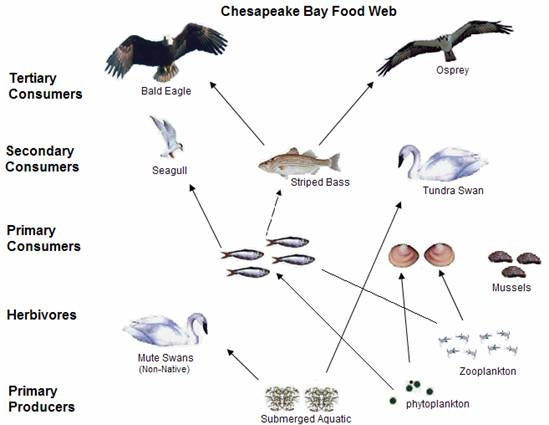 Chesapeake Bay Food Web
Tertiary
Consumers
Bald Eagle
Osprey
Secondary
Consumers
Seagull
Striped Bass
Tundra Swan
Primary
Consumers
Mussels
Herbivores
Mute Swans
(Non-Native)
Zooplankton
Primary
Producers
Submerged Aquatic
phytoplankton